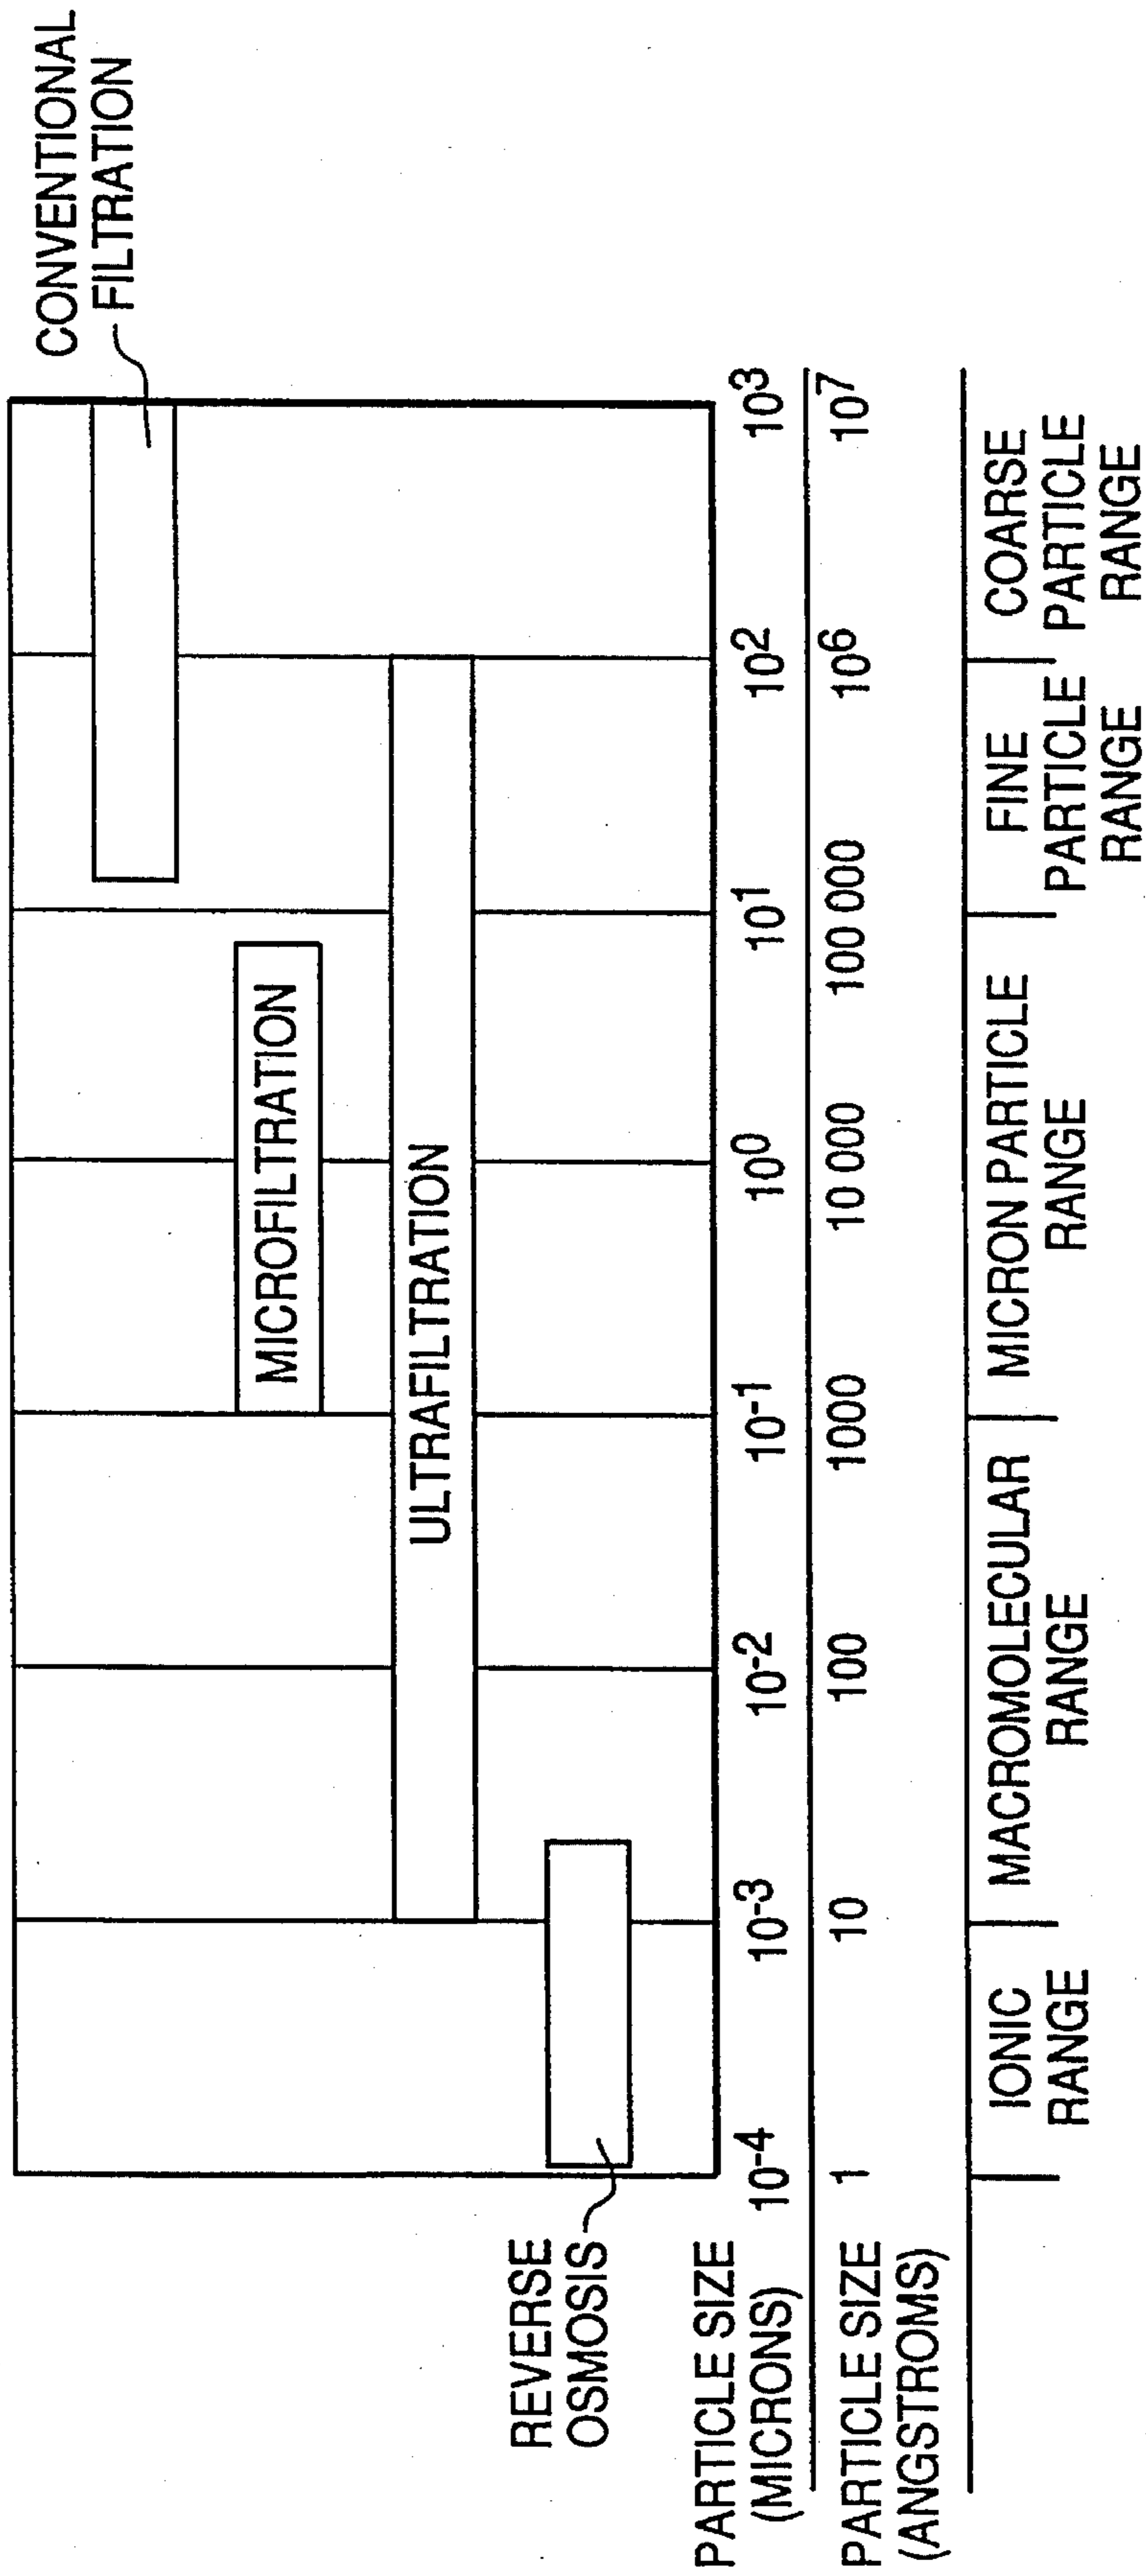 CONVENTIONAL
FILTRATION
MICROFILTRATION
ULTRAFILTRATION
REVERSE
OSMOSIS
PARTICLE SIZE
(MICRONS)
10⁻⁴ 10⁻³ 10⁻² 10⁻¹ 10⁰ 10¹ 10² 10³
PARTICLE SIZE
(ANGSTROMS)
1 10 100 1000 10 000 100 000 10⁶ 10⁷
IONIC
RANGE
MACROMOLECULAR
RANGE
MICRON PARTICLE
RANGE
FINE
PARTICLE
RANGE
COARSE
PARTICLE
RANGE